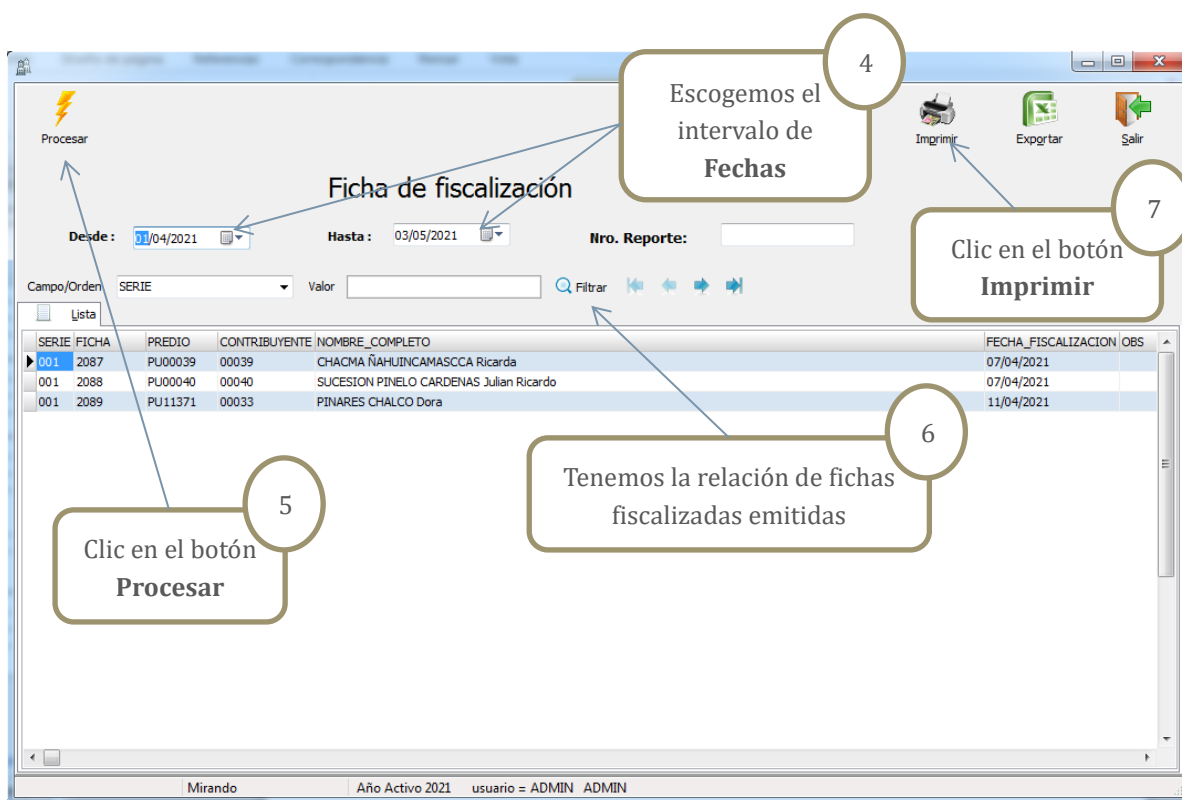 4
Escogemos el
intervalo de
Fechas
Procesar
Imprimir
Exportar
Salir
Ficha de fiscalización
7
Clic en el botón
Imprimir
Desde : 01/04/2021 Hasta : 03/05/2021 Nro. Reporte:
Campo/Orden SERIE Valor Filtrar
Lista
SERIE FICHA PREDIO CONTRIBUYENTE NOMBRE_COMPLETO FECHA_FISCALIZACION OBS
001 2087 PU00039 00039 CHACMA ÑAHUINCAMASCCA Ricarda 07/04/2021
001 2088 PU00040 00040 SUCESION PINELO CARDENAS Julian Ricardo 07/04/2021
001 2089 PU11371 00033 PINARES CHALCO Dora 11/04/2021
6
Tenemos la relación de fichas
fiscalizadas emitidas
5
Clic en el botón
Procesar
Mirando Año Activo 2021 usuario = ADMIN ADMIN